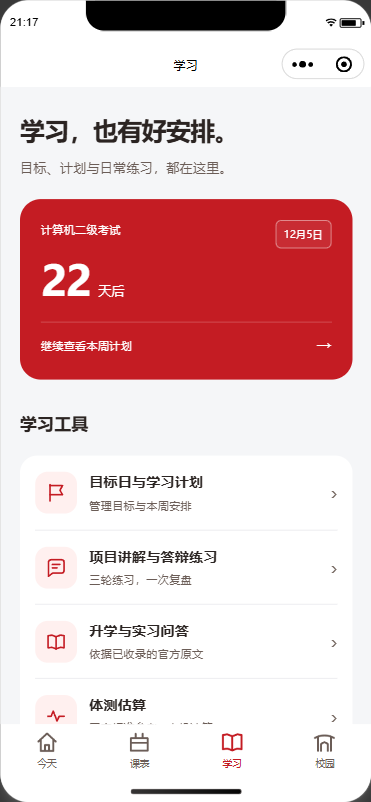 21:17
学习
学习，也有好安排。
目标、计划与日常练习，都在这里。
计算机二级考试
12月5日
22 天后
继续查看本周计划
学习工具
目标日与学习计划
管理目标与本周安排
项目讲解与答辩练习
三轮练习，一次复盘
升学与实习问答
依据已收录的官方原文
体测估算
今天
课表
学习
校园